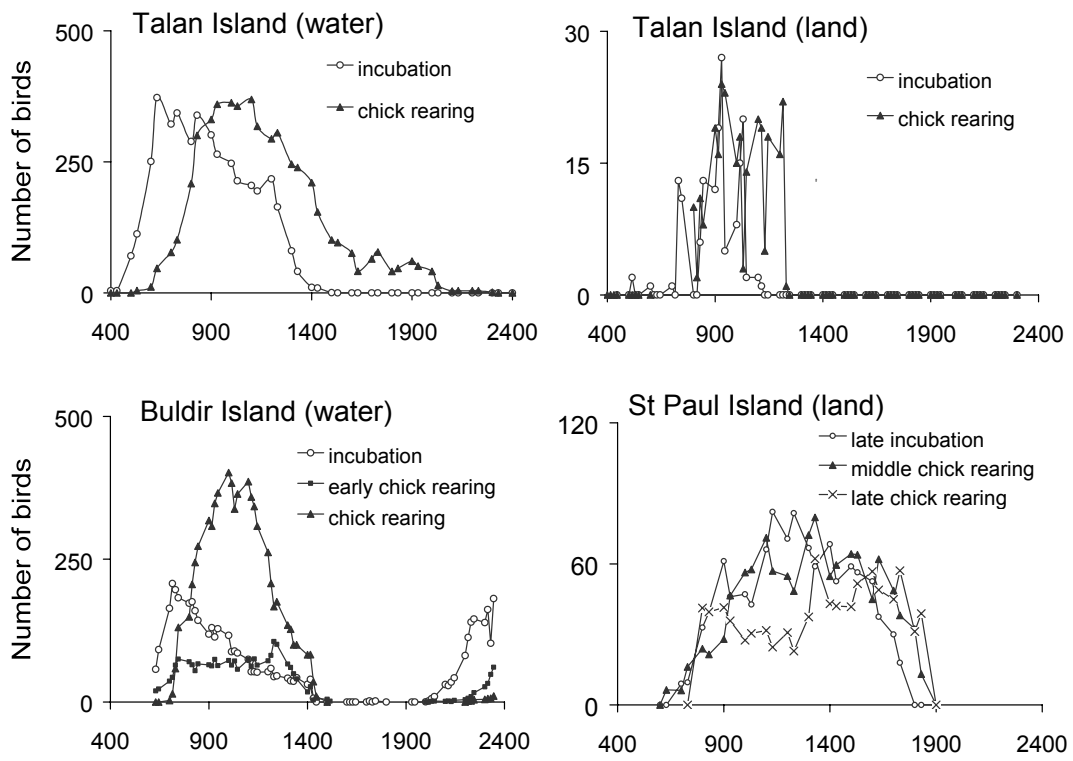 Talan Island (water)
500
250
0
Number of birds
incubation
chick rearing
400 900 1400 1900 2400
Talan Island (land)
30
15
0
incubation
chick rearing
400 900 1400 1900 2400
Buldir Island (water)
500
250
0
Number of birds
incubation
early chick rearing
chick rearing
400 900 1400 1900 2400
St Paul Island (land)
120
60
0
late incubation
middle chick rearing
late chick rearing
400 900 1400 1900 2400